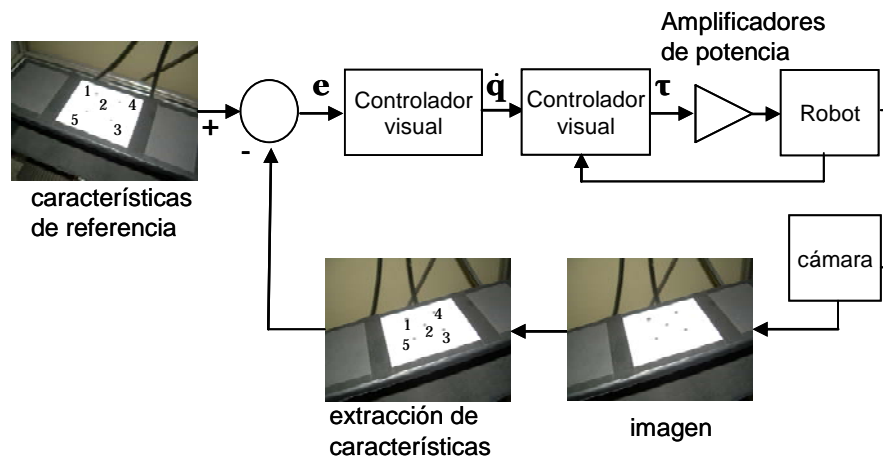 Amplificadores
de potencia
1
2
4
5
3
+
-
e
Controlador
visual
q̇
Controlador
visual
τ
Robot
características
de referencia
cámara
1
4
2
5
3
extracción de
características
imagen